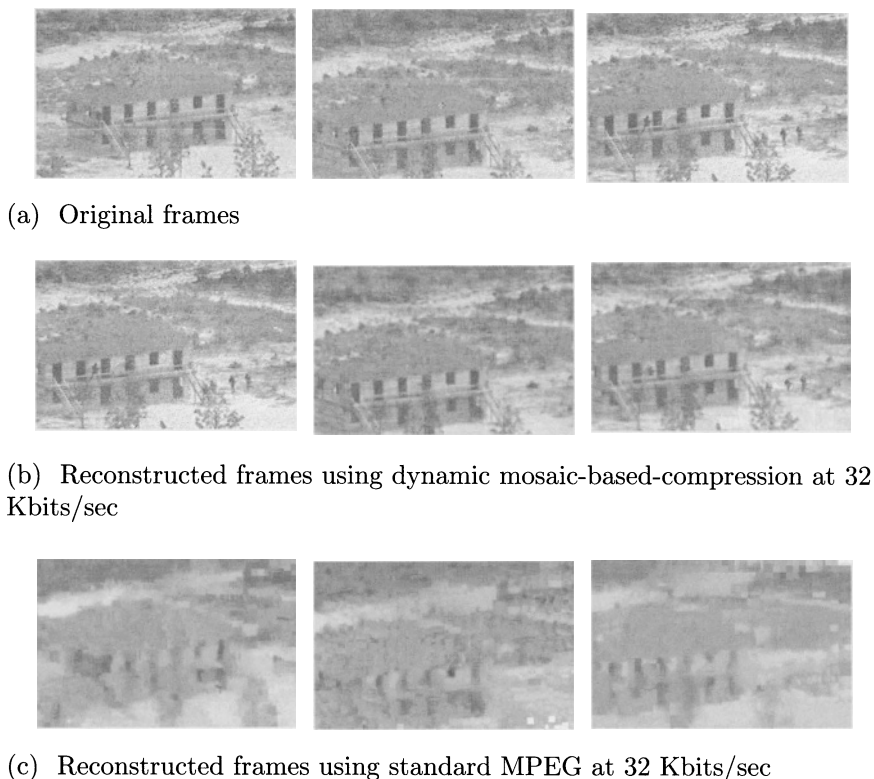 (a) Original frames
(b) Reconstructed frames using dynamic mosaic-based-compression at 32
Kbits/sec
(c) Reconstructed frames using standard MPEG at 32 Kbits/sec